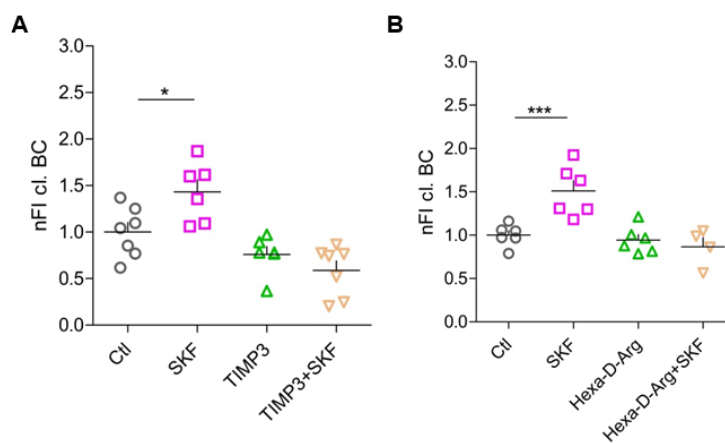 A
nFI cl. BC
3.0
2.5
2.0
1.5
1.0
0.5
0.0
*
Ctl
SKF
TIMP3
TIMP3+SKF
B
nFI cl. BC
3.0
2.5
2.0
1.5
1.0
0.5
0.0
***
Ctl
SKF
Hexa-D-Arg
Hexa-D-Arg+SKF